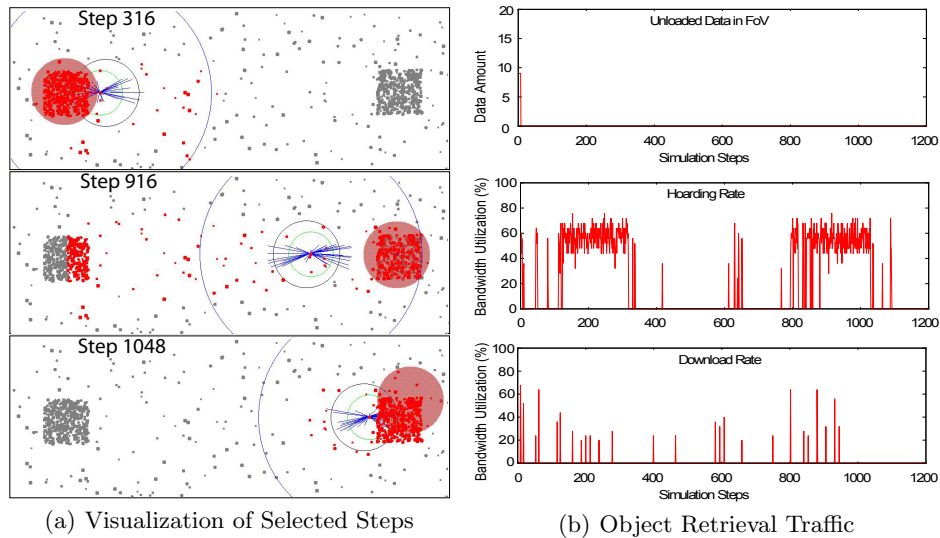 Step 316
Step 916
Step 1048
(a) Visualization of Selected Steps
Unloaded Data in FoV
Data Amount
20
15
10
5
0
0 200 400 600 800 1000 1200
Simulation Steps
Hoarding Rate
Bandwidth Utilization (%)
100
80
60
40
20
0
0 200 400 600 800 1000 1200
Download Rate
Bandwidth Utilization (%)
100
80
60
40
20
0
0 200 400 600 800 1000 1200
Simulation Steps
(b) Object Retrieval Traffic